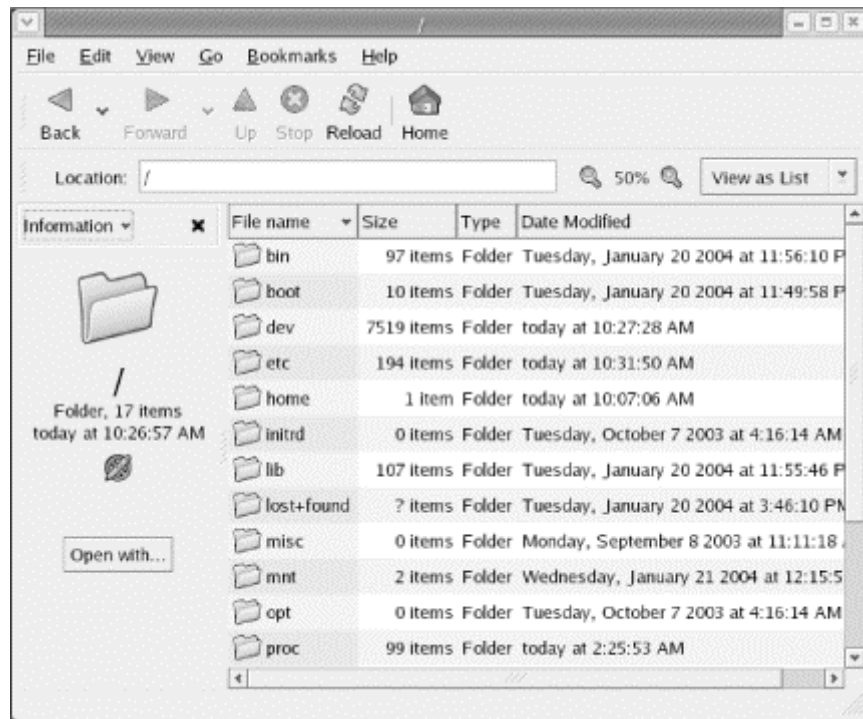 /
File Edit View Go Bookmarks Help
Back Forward Up Stop Reload Home
Location: / 50% View as List
Information
File name Size Type Date Modified
bin 97 items Folder Tuesday, January 20 2004 at 11:56:10 P
boot 10 items Folder Tuesday, January 20 2004 at 11:49:58 P
dev 7519 items Folder today at 10:27:28 AM
etc 194 items Folder today at 10:31:50 AM
home 1 item Folder today at 10:07:06 AM
initrd 0 items Folder Tuesday, October 7 2003 at 4:16:14 AM
lib 107 items Folder Tuesday, January 20 2004 at 11:55:46 P
lost+found ? items Folder Tuesday, January 20 2004 at 3:46:10 PM
misc 0 items Folder Monday, September 8 2003 at 11:11:18
mnt 2 items Folder Wednesday, January 21 2004 at 12:15:5
opt 0 items Folder Tuesday, October 7 2003 at 4:16:14 AM
proc 99 items Folder today at 2:25:53 AM
/
Folder, 17 items
today at 10:26:57 AM
Open with...